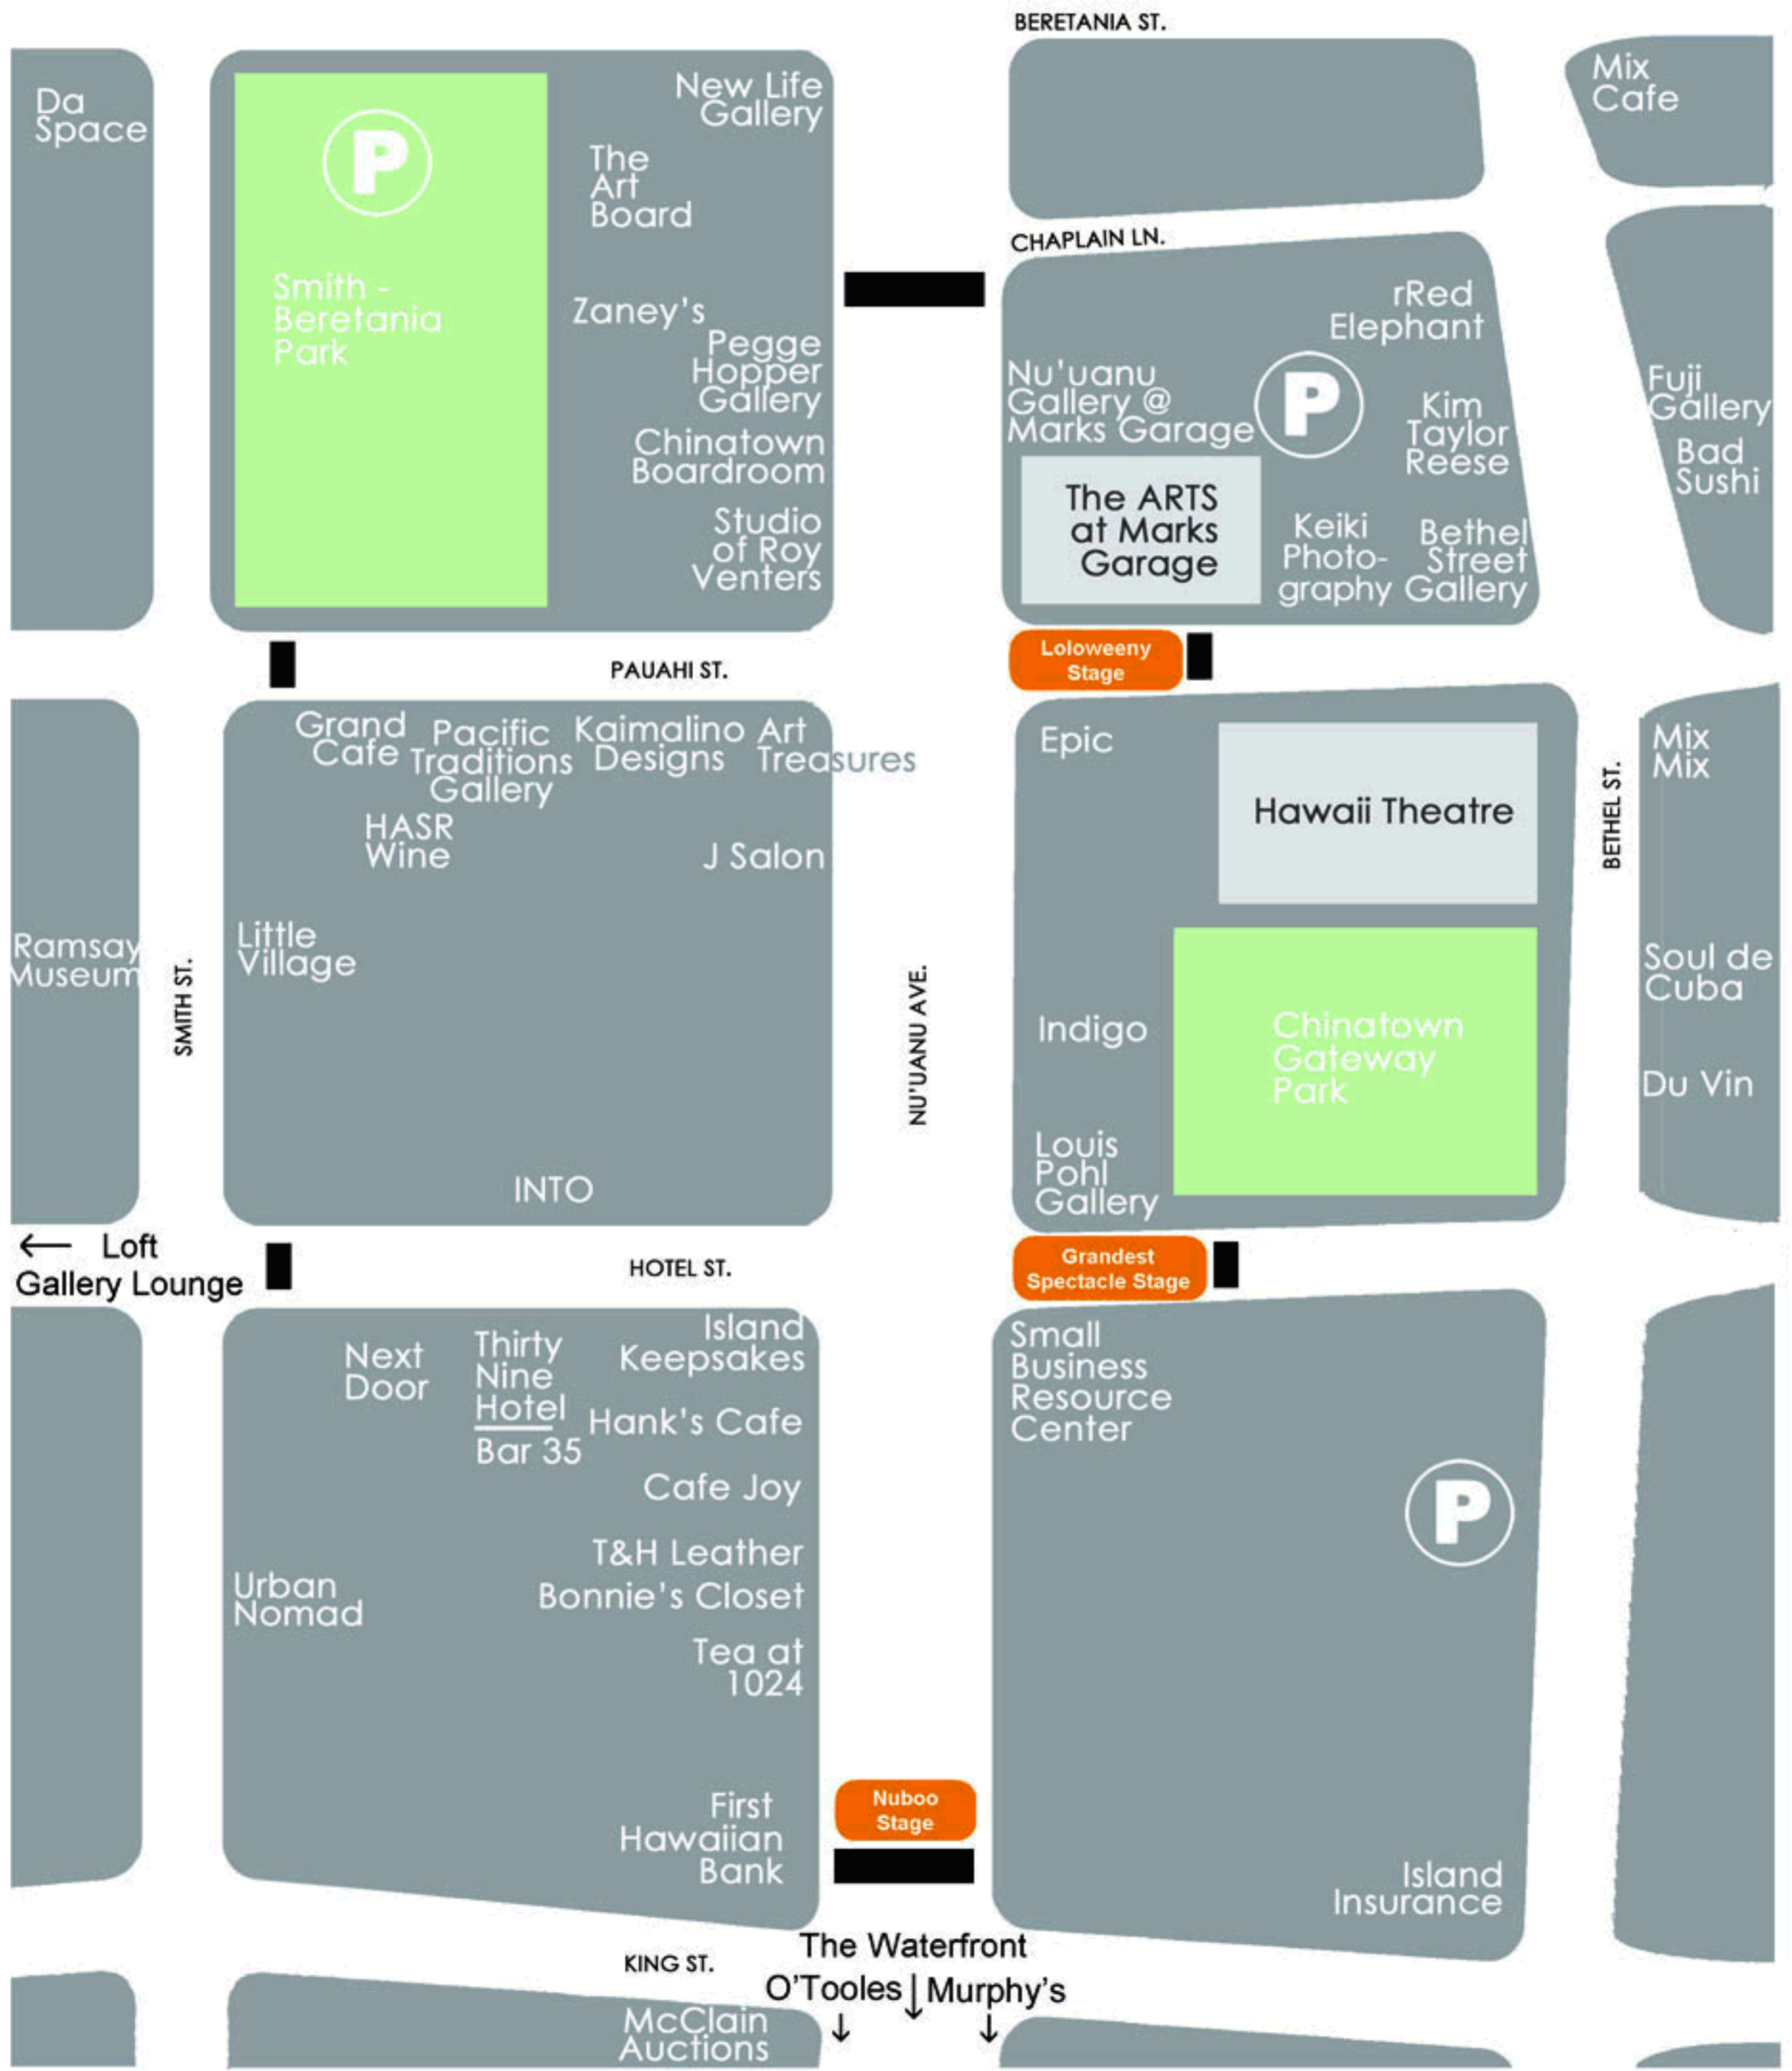 BERETANIA ST.
Da
Space
P
Smith -
Beretania
Park
New Life
Gallery
The
Art
Board
Zaney's
Pegge
Hopper
Gallery
Chinatown
Boardroom
Studio
of Roy
Venters
CHAPLAIN LN.
rRed
Elephant
Nu'uanu
Gallery @
Marks Garage
P
Kim
Taylor
Reese
The ARTS
at Marks
Garage
Keiki
Photo-
graphy
Bethel
Street
Gallery
Mix
Cafe
Fuji
Gallery
Bad
Sushi
PAUAHI ST.
Loloweeny
Stage
Ramsay
Museum
SMITH ST.
Grand
Cafe
Pacific
Traditions
Gallery
Kaimalino
Designs
Art
Treasures
HASR
Wine
J Salon
Little
Village
INTO
NU'UANU AVE.
Epic
Hawaii Theatre
Indigo
Chinatown
Gateway
Park
Louis
Pohl
Gallery
BETHEL ST.
Mix
Mix
Soul de
Cuba
Du Vin
← Loft
Gallery Lounge
HOTEL ST.
Grandest
Spectacle Stage
Next
Door
Thirty
Nine
Hotel
Bar 35
Island
Keepsakes
Hank's Cafe
Cafe Joy
T&H Leather
Bonnie's Closet
Urban
Nomad
Tea at
1024
First
Hawaiian
Bank
Nuboo
Stage
Small
Business
Resource
Center
P
Island
Insurance
KING ST.
The Waterfront
O'Tooles ↓ Murphy's
↓ ↓
McClain
Auctions